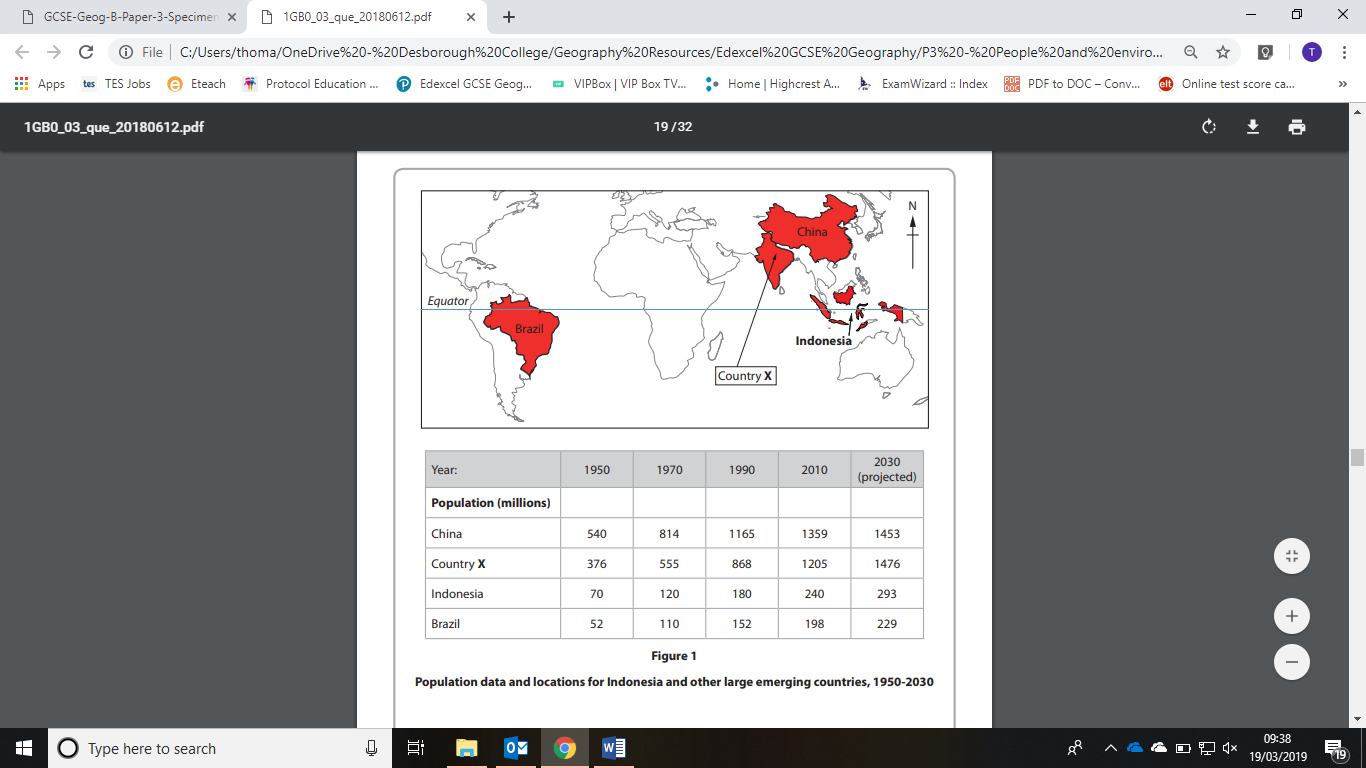 GCSE-Geog-B-Paper-3-Specimen
1GB0_03_que_20180612.pdf
File | C:/Users/thoma/OneDrive%20-%20Desborough%20College/Geography%20Resources/Edexcel%20GCSE%20Geography/P3%20-%20People%20and%20enviro...
T
Apps
tes TES Jobs
Eteach
Protocol Education ...
Edexcel GCSE Geog...
VIPBox | VIP Box TV...
Home | Highcrest A...
ExamWizard :: Index
PDF to DOC – Conv...
elt Online test score ca...
»
1GB0_03_que_20180612.pdf
19 / 32
N
China
Equator
Brazil
Indonesia
Country X
Year: 1950 1970 1990 2010 2030 (projected)
Population (millions)
China 540 814 1165 1359 1453
Country X 376 555 868 1205 1476
Indonesia 70 120 180 240 293
Brazil 52 110 152 198 229
Figure 1
Population data and locations for Indonesia and other large emerging countries, 1950-2030
Type here to search
09:38
19/03/2019
19